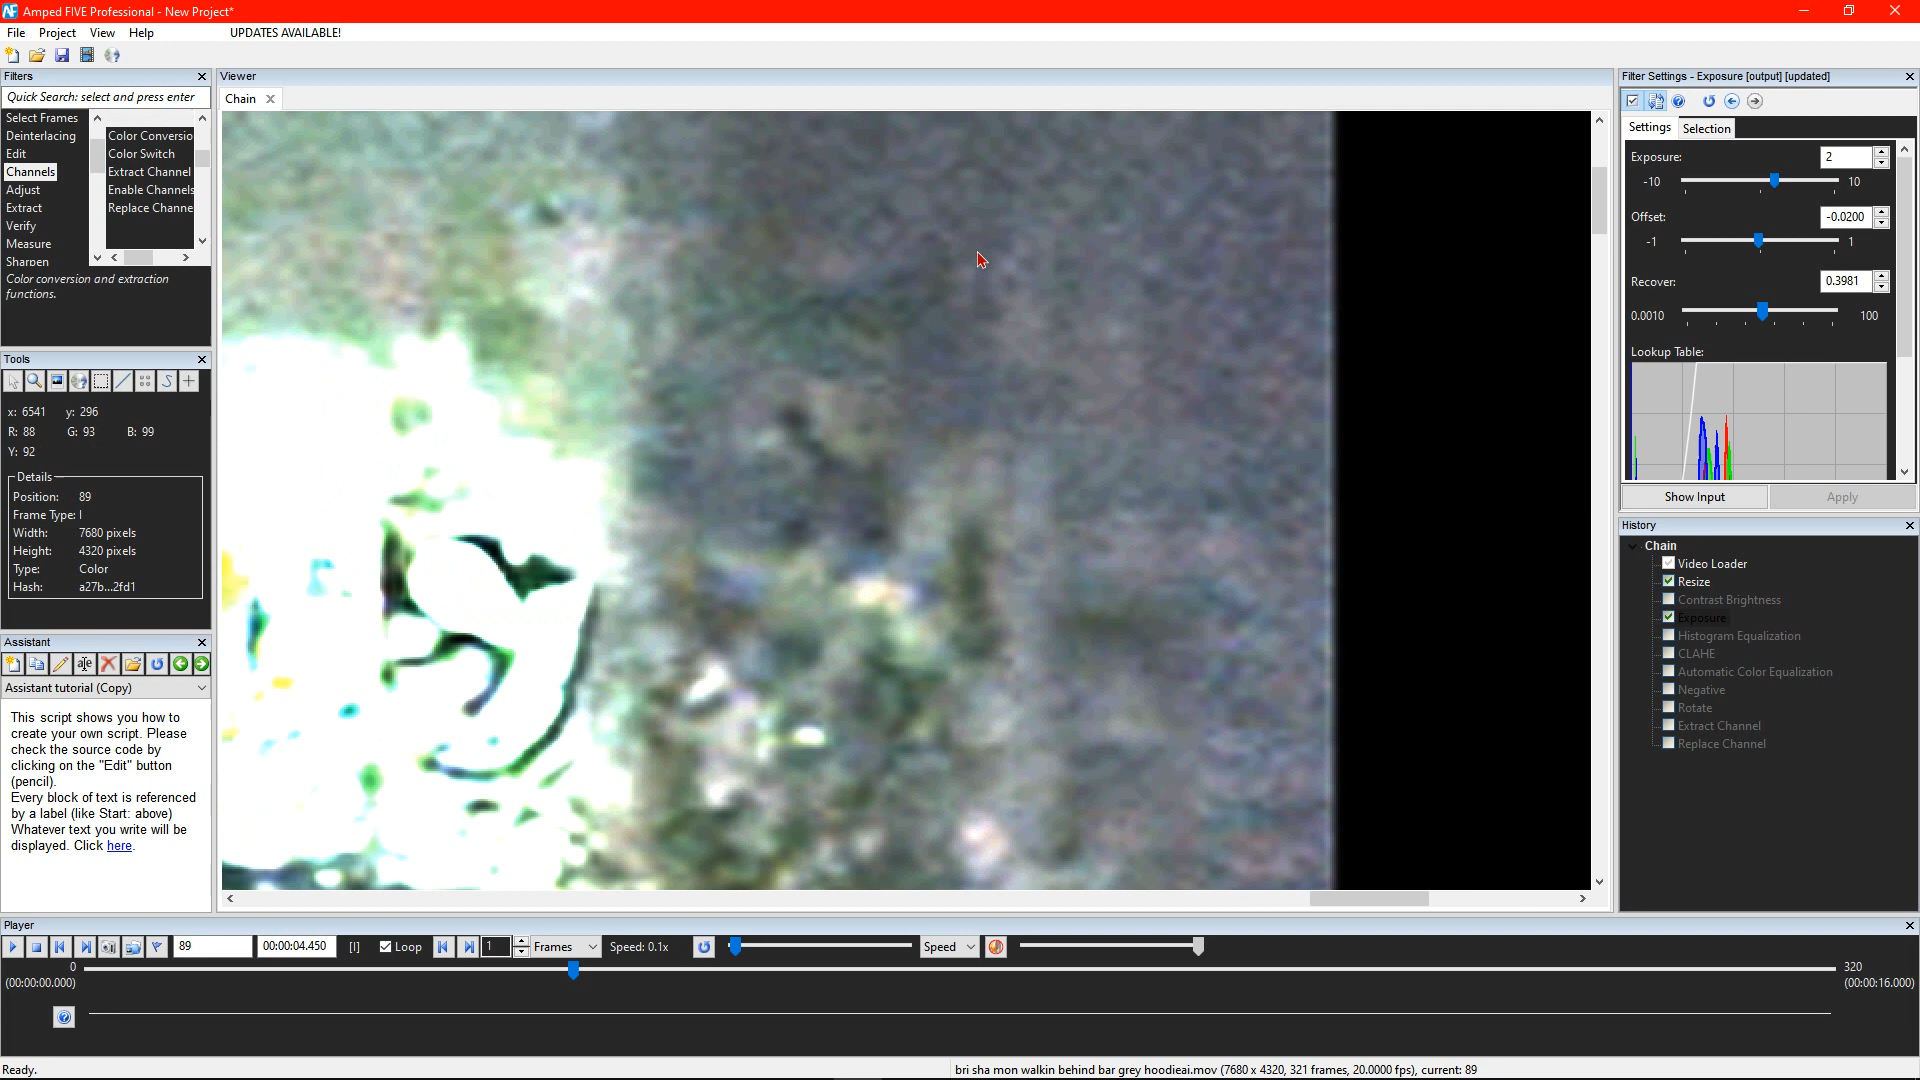 Amped FIVE Professional - New Project*
File Project View Help UPDATES AVAILABLE!
Filters
Quick Search: select and press enter
Select Frames
Deinterlacing
Edit
Channels
Adjust
Extract
Verify
Measure
Sharpen
Color Conversio
Color Switch
Extract Channel
Enable Channels
Replace Channe
Color conversion and extraction
functions.
Tools
x: 6541 y: 296
R: 88 G: 93 B: 99
Y: 92
Details
Position: 89
Frame Type: I
Width: 7680 pixels
Height: 4320 pixels
Type: Color
Hash: a27b...2fd1
Assistant
Assistant tutorial (Copy)
This script shows you how to
create your own script. Please
check the source code by
clicking on the "Edit" button
(pencil).
Every block of text is referenced
by a label (like Start: above)
Whatever text you write will be
displayed. Click here.
Viewer
Chain
Filter Settings - Exposure [output] [updated]
Settings Selection
Exposure: 2
-10 10
Offset: -0.0200
-1 1
Recover: 0.3981
0.0010 100
Lookup Table:
Show Input Apply
History
Chain
Video Loader
Resize
Contrast Brightness
Exposure
Histogram Equalization
CLAHE
Automatic Color Equalization
Negative
Rotate
Extract Channel
Replace Channel
Player
89 00:00:04.450 [I] Loop 1 Frames Speed: 0.1x Speed
0 320
(00:00:00.000) (00:00:16.000)
Ready. bri sha mon walkin behind bar grey hoodieai.mov (7680 x 4320, 321 frames, 20.0000 fps), current: 89